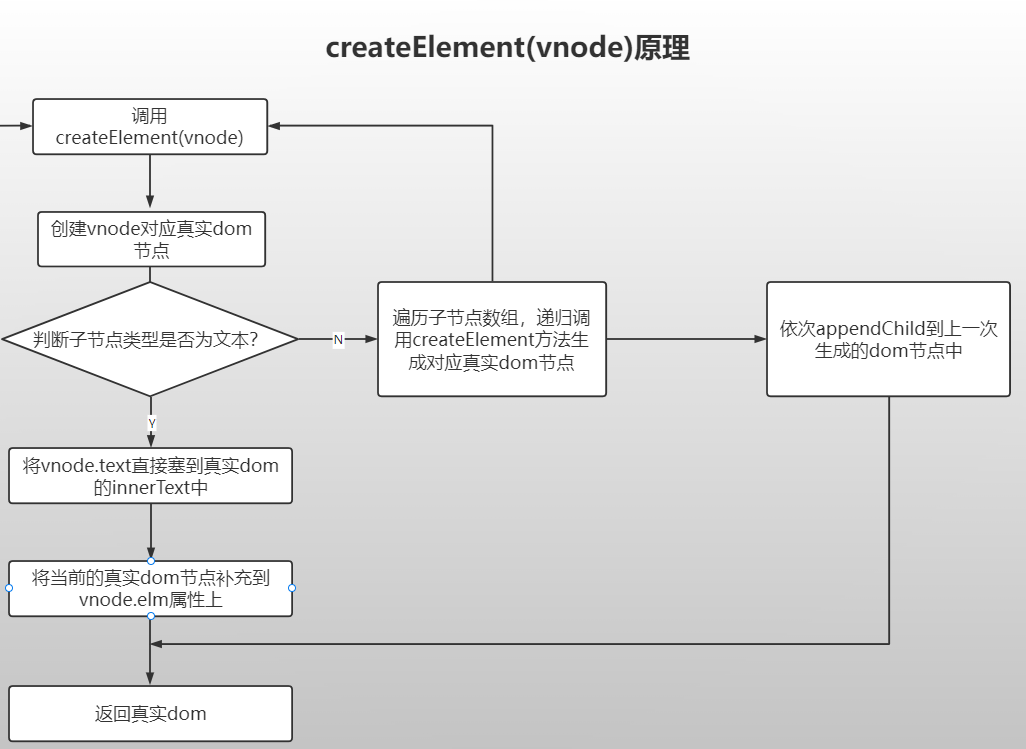 createElement(vnode)原理
调用
createElement(vnode)
创建vnode对应真实dom
节点
判断子节点类型是否为文本?
N
遍历子节点数组，递归调
用createElement方法生
成对应真实dom节点
依次appendChild到上一次
生成的dom节点中
Y
将vnode.text直接塞到真实dom
的innerText中
将当前的真实dom节点补充到
vnode.elm属性上
返回真实dom